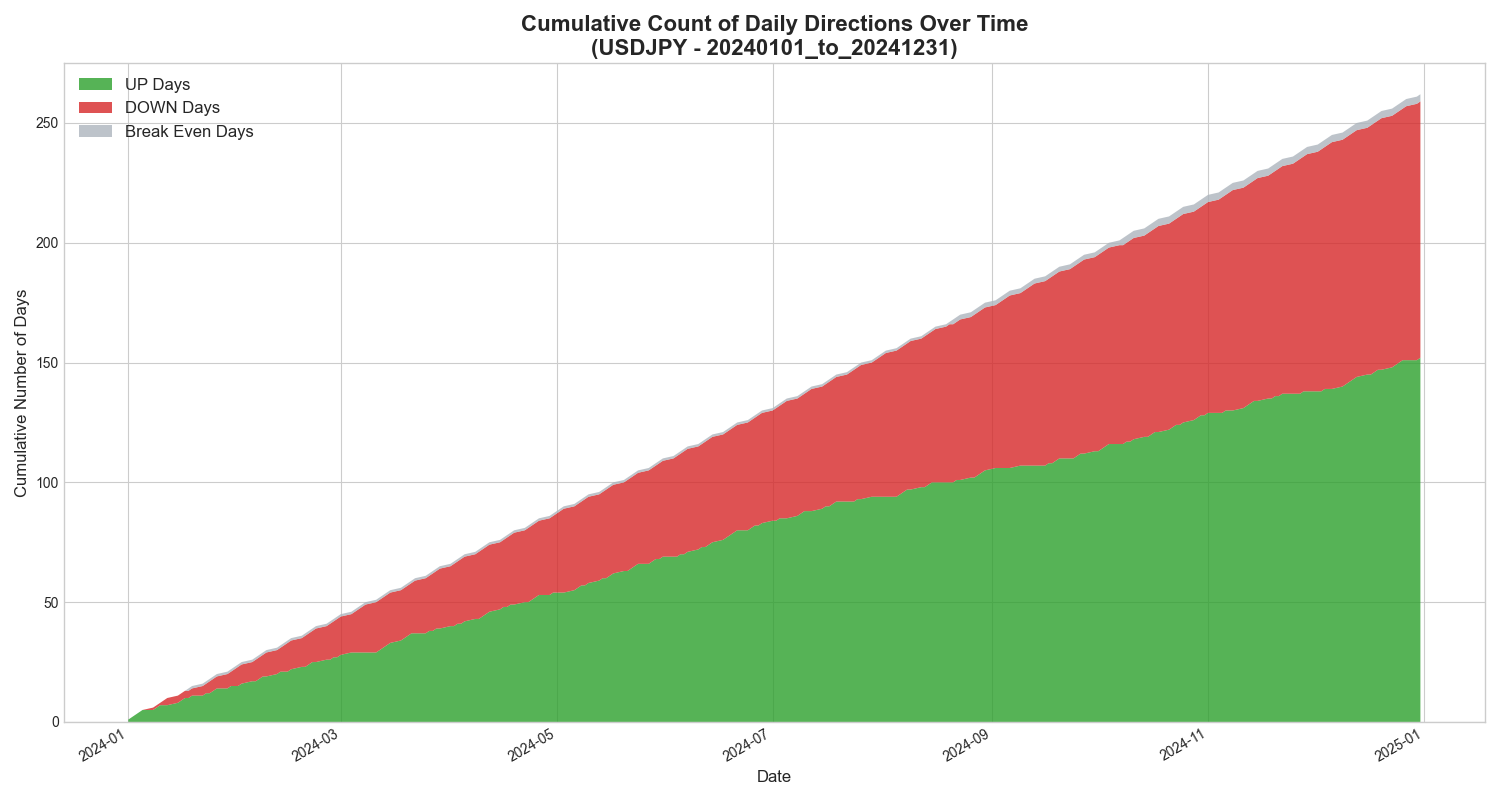 Cumulative Count of Daily Directions Over Time
(USDJPY - 20240101_to_20241231)
UP Days
DOWN Days
Break Even Days
Cumulative Number of Days
250
200
150
100
50
0
2024-01
2024-03
2024-05
2024-07
2024-09
2024-11
2025-01
Date